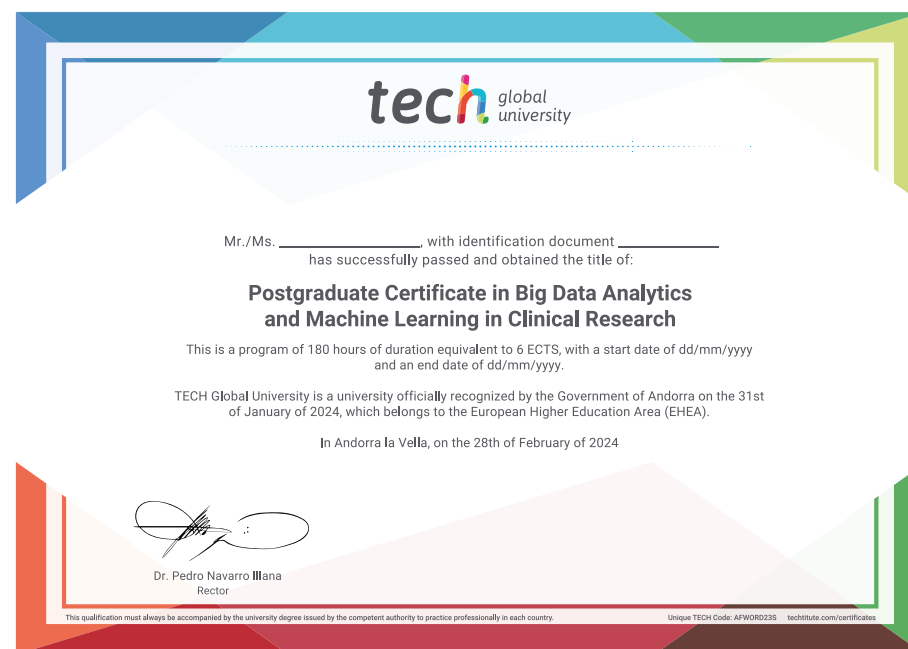 tech global university
Mr./Ms. ____________________, with identification document ______________
has successfully passed and obtained the title of:
Postgraduate Certificate in Big Data Analytics
and Machine Learning in Clinical Research
This is a program of 180 hours of duration equivalent to 6 ECTS, with a start date of dd/mm/yyyy
and an end date of dd/mm/yyyy.
TECH Global University is a university officially recognized by the Government of Andorra on the 31st
of January of 2024, which belongs to the European Higher Education Area (EHEA).
In Andorra la Vella, on the 28th of February of 2024
Dr. Pedro Navarro Illana
Rector
This qualification must always be accompanied by the university degree issued by the competent authority to practice professionally in each country.
Unique TECH Code: AFWORD23S techtitute.com/certificates